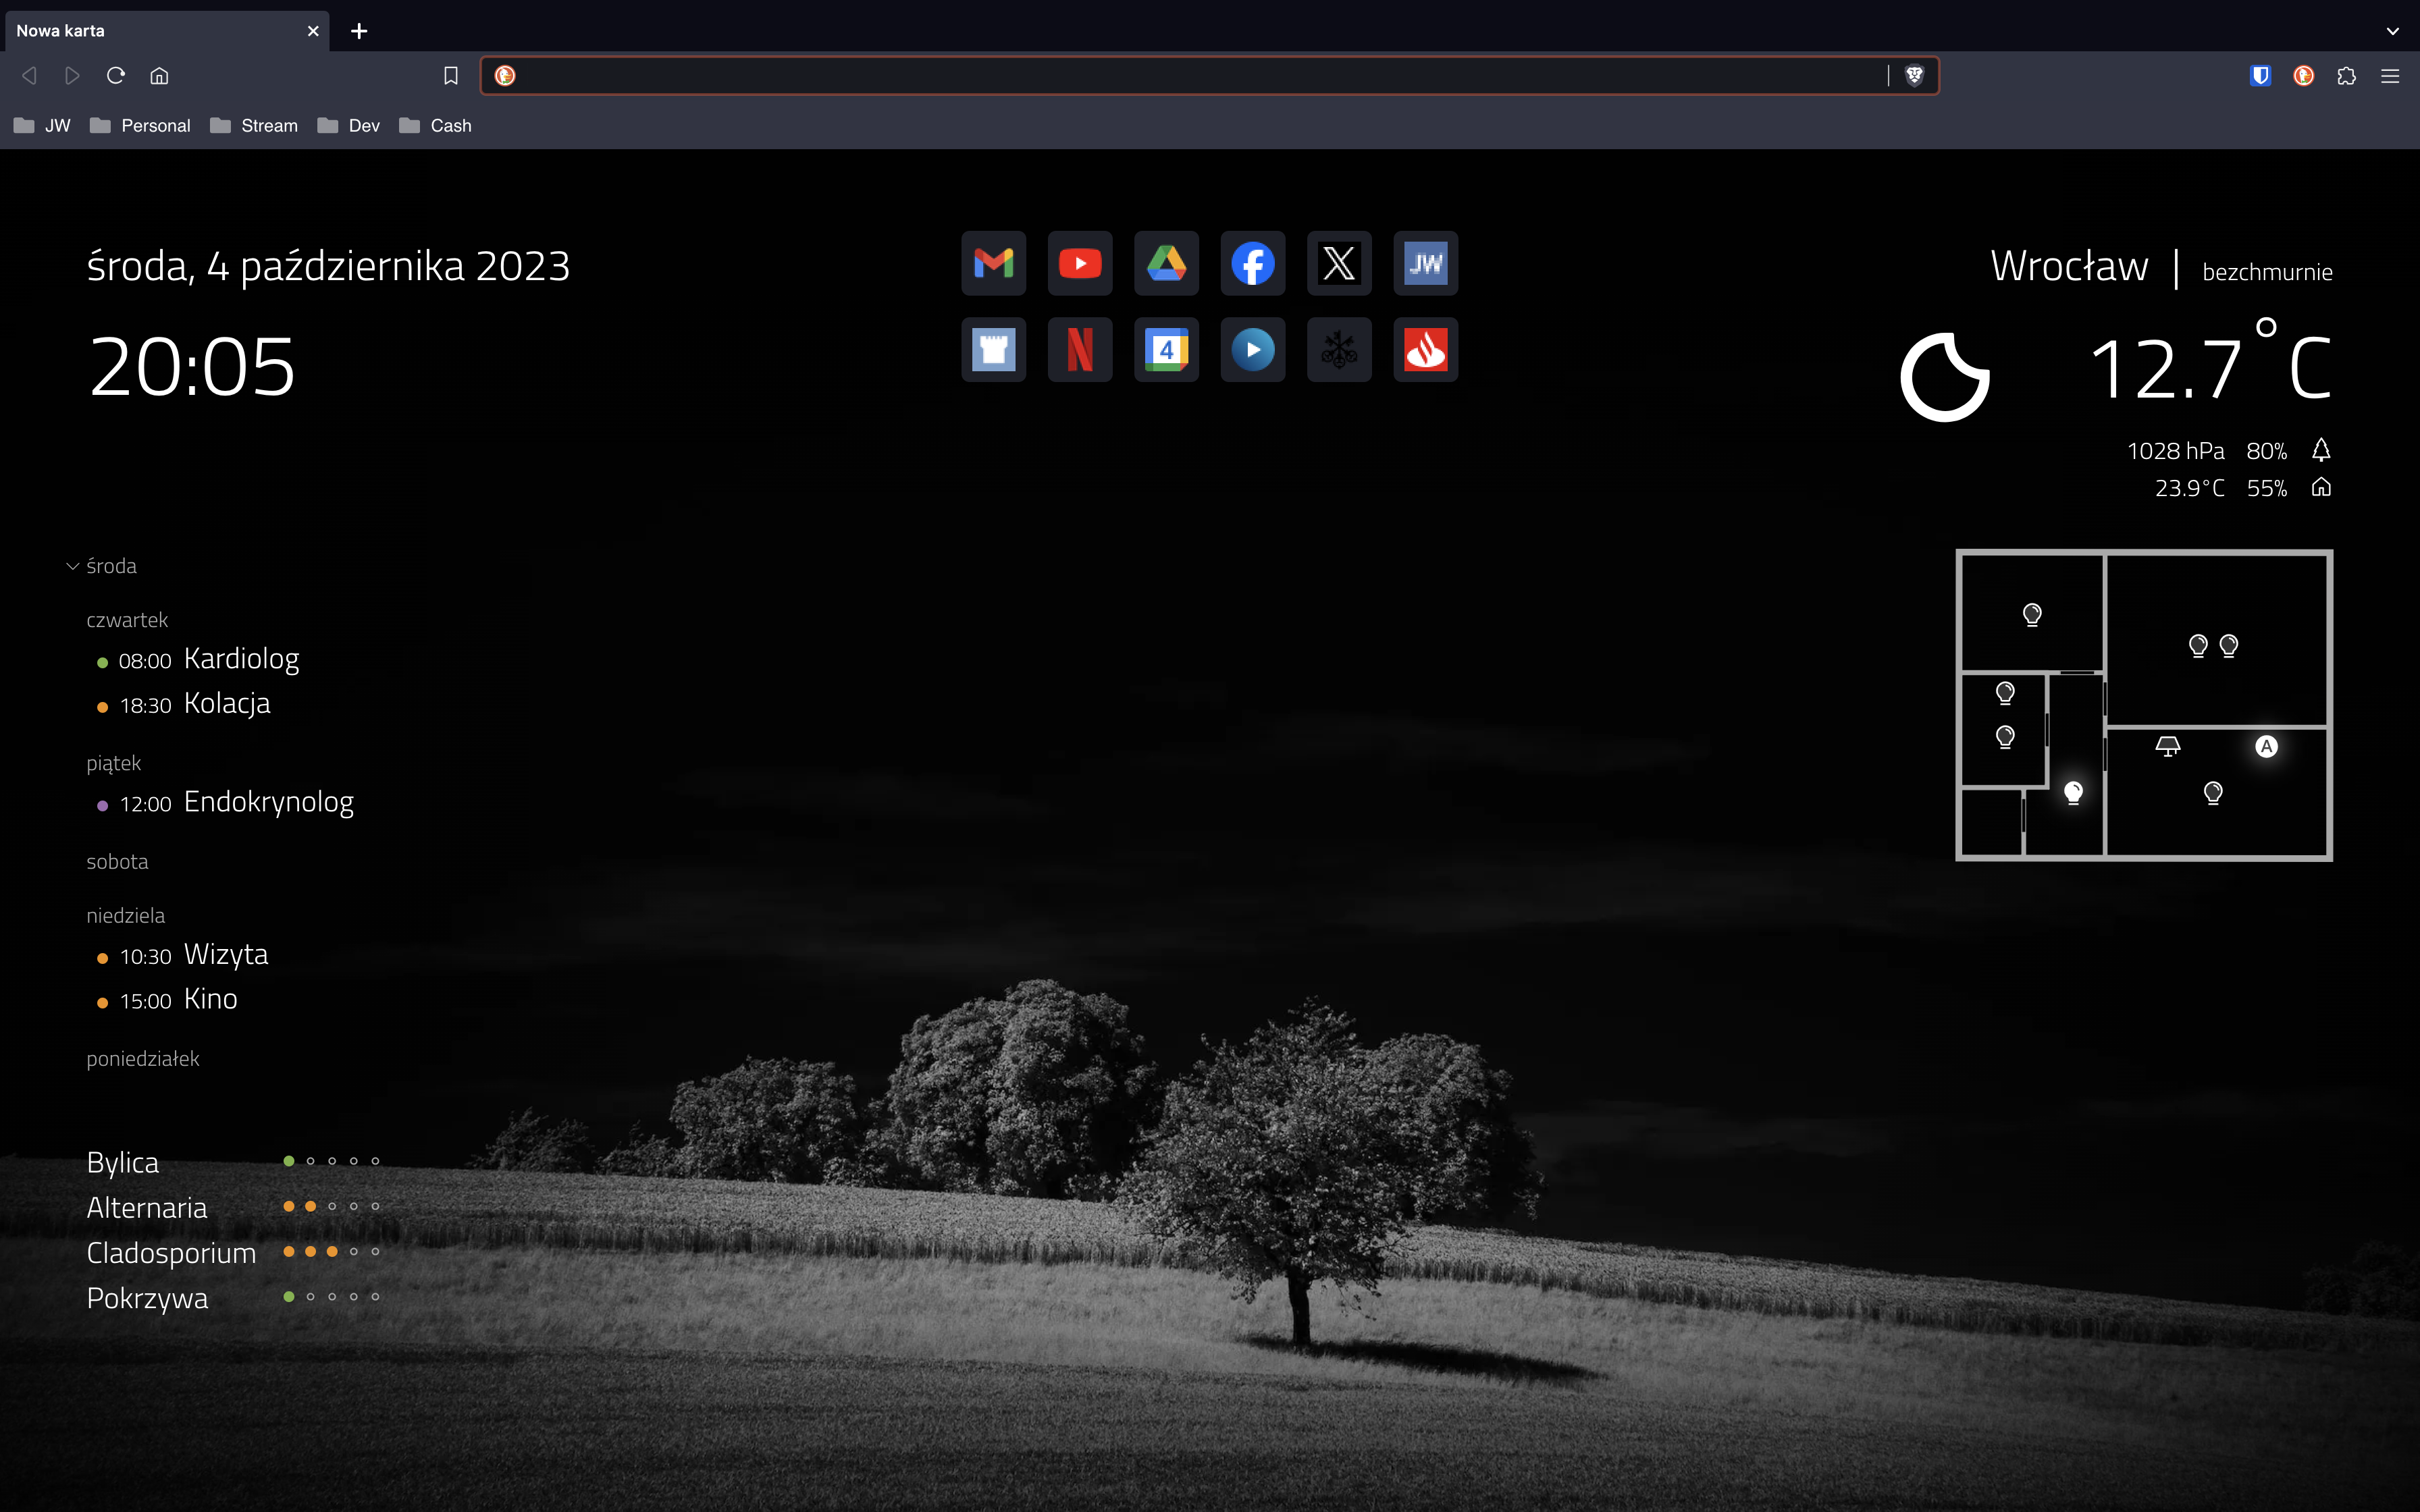 Nowa karta
JW
Personal
Stream
Dev
Cash
środa, 4 października 2023
20:05
JW
4
Wrocław | bezchmurnie
12.7°C
1028 hPa 80%
23.9°C 55%
środa
czwartek
08:00 Kardiolog
18:30 Kolacja
piątek
12:00 Endokrynolog
sobota
niedziela
10:30 Wizyta
15:00 Kino
poniedziałek
A
Bylica
Alternaria
Cladosporium
Pokrzywa